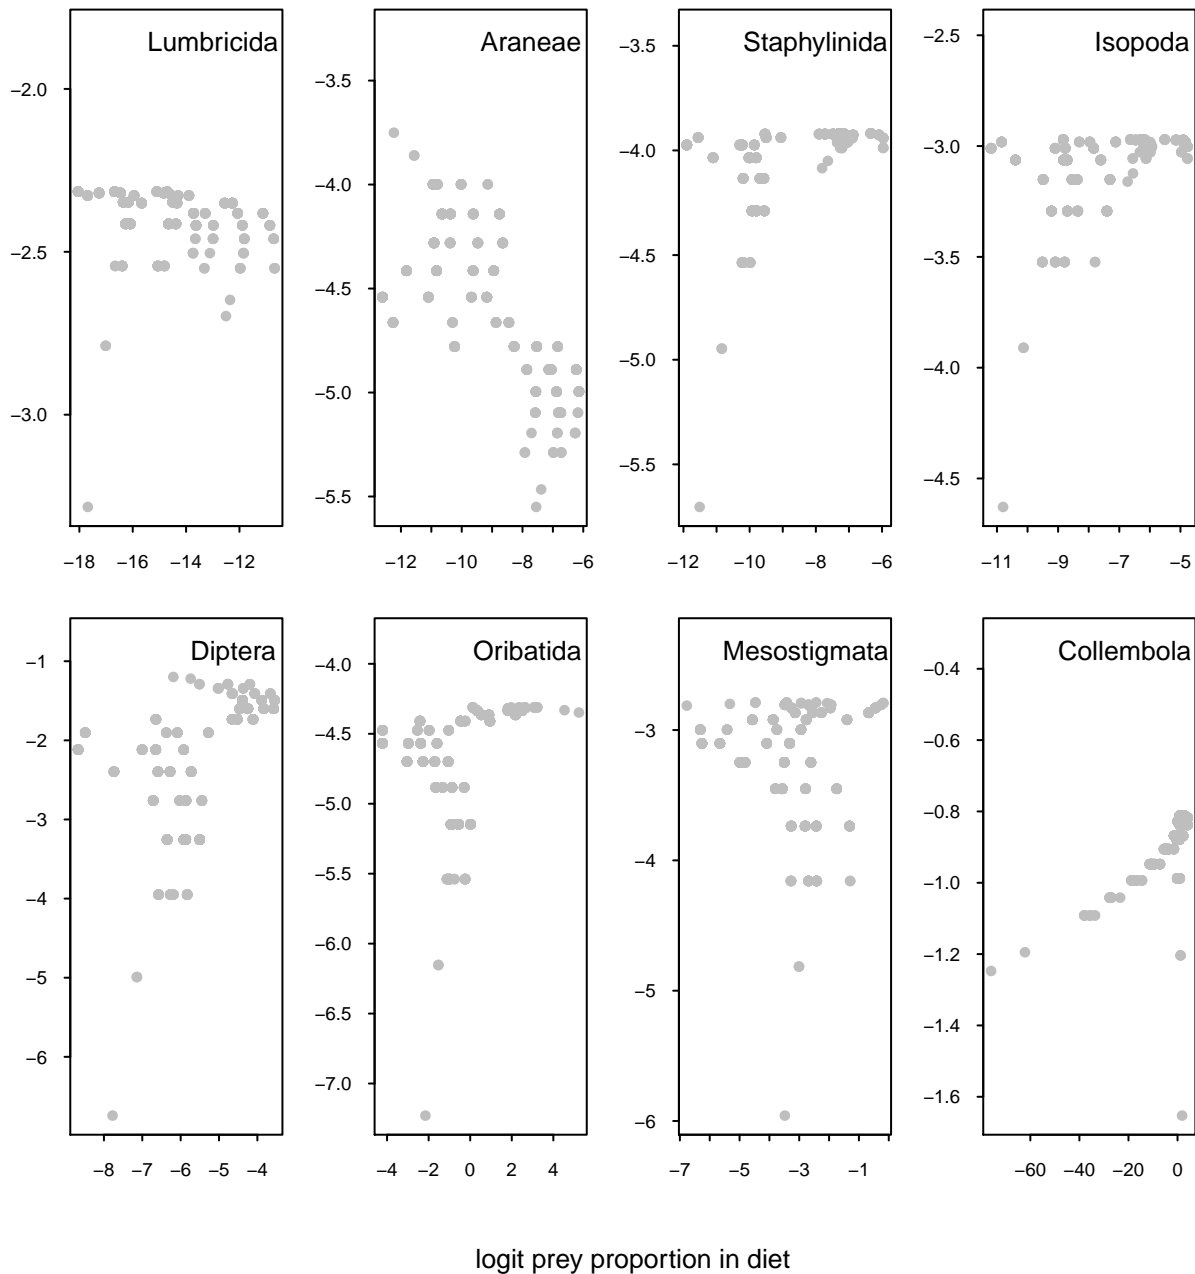 Lumbricida
−2.0
−2.5
−3.0
−18 −16 −14 −12
Araneae
−3.5
−4.0
−4.5
−5.0
−5.5
−12 −10 −8 −6
Staphylinida
−3.5
−4.0
−4.5
−5.0
−5.5
−12 −10 −8 −6
Isopoda
−2.5
−3.0
−3.5
−4.0
−4.5
−11 −9 −7 −5
Diptera
−1
−2
−3
−4
−5
−6
−8 −7 −6 −5 −4
Oribatida
−4.0
−4.5
−5.0
−5.5
−6.0
−6.5
−7.0
−4 −2 0 2 4
Mesostigmata
−3
−4
−5
−6
−7 −5 −3 −1
Collembola
−0.4
−0.6
−0.8
−1.0
−1.2
−1.4
−1.6
−60 −40 −20 0
logit prey proportion in diet